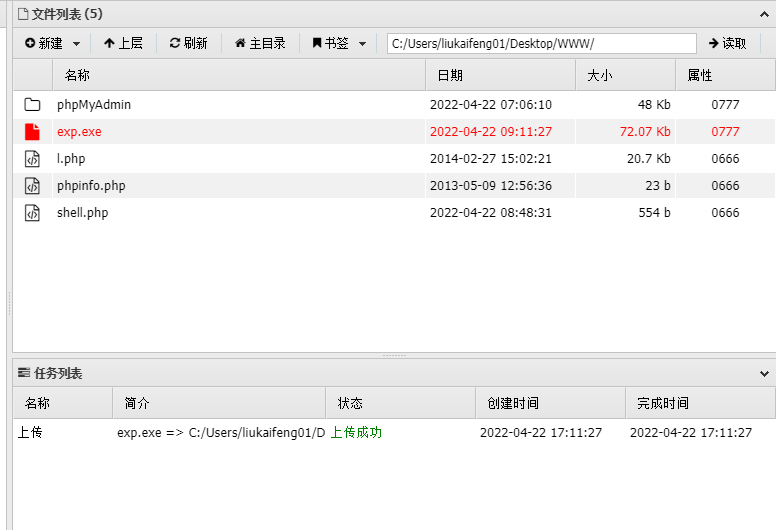 文件列表 (5)
新建 上层 刷新 主目录 书签 C:/Users/liukaifeng01/Desktop/WWW/ 读取
名称 日期 大小 属性
phpMyAdmin 2022-04-22 07:06:10 48 Kb 0777
exp.exe 2022-04-22 09:11:27 72.07 Kb 0777
l.php 2014-02-27 15:02:21 20.7 Kb 0666
phpinfo.php 2013-05-09 12:56:36 23 b 0666
shell.php 2022-04-22 08:48:31 554 b 0666
任务列表
名称 简介 状态 创建时间 完成时间
上传 exp.exe => C:/Users/liukaifeng01/D 上传成功 2022-04-22 17:11:27 2022-04-22 17:11:27